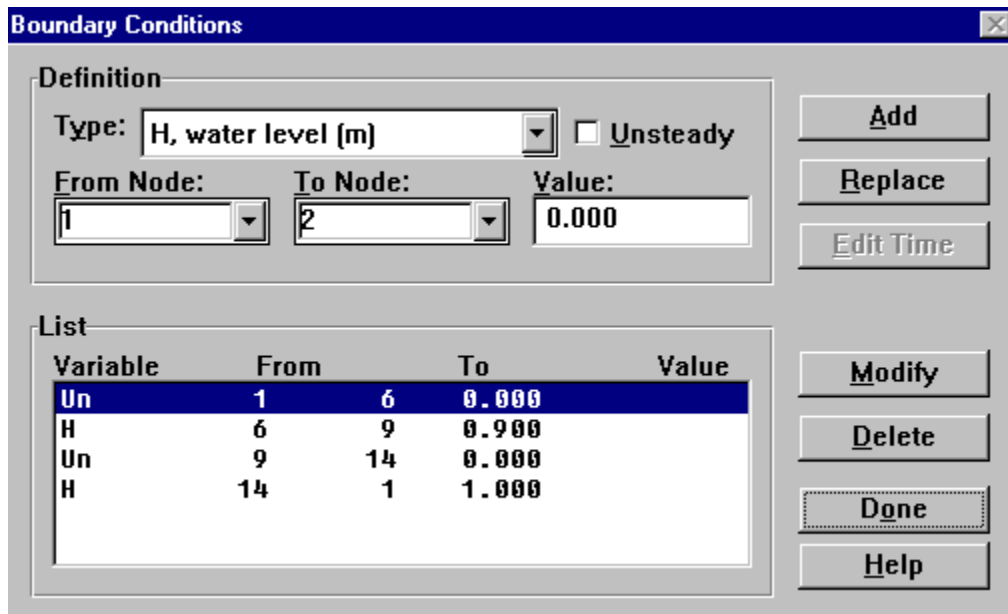 Boundary Conditions
Definition
Type: H, water level (m) Unsteady
From Node: To Node: Value:
1 2 0.000
Add
Replace
Edit Time
List
Variable From To Value
Un 1 6 0.000
H 6 9 0.900
Un 9 14 0.000
H 14 1 1.000
Modify
Delete
Done
Help